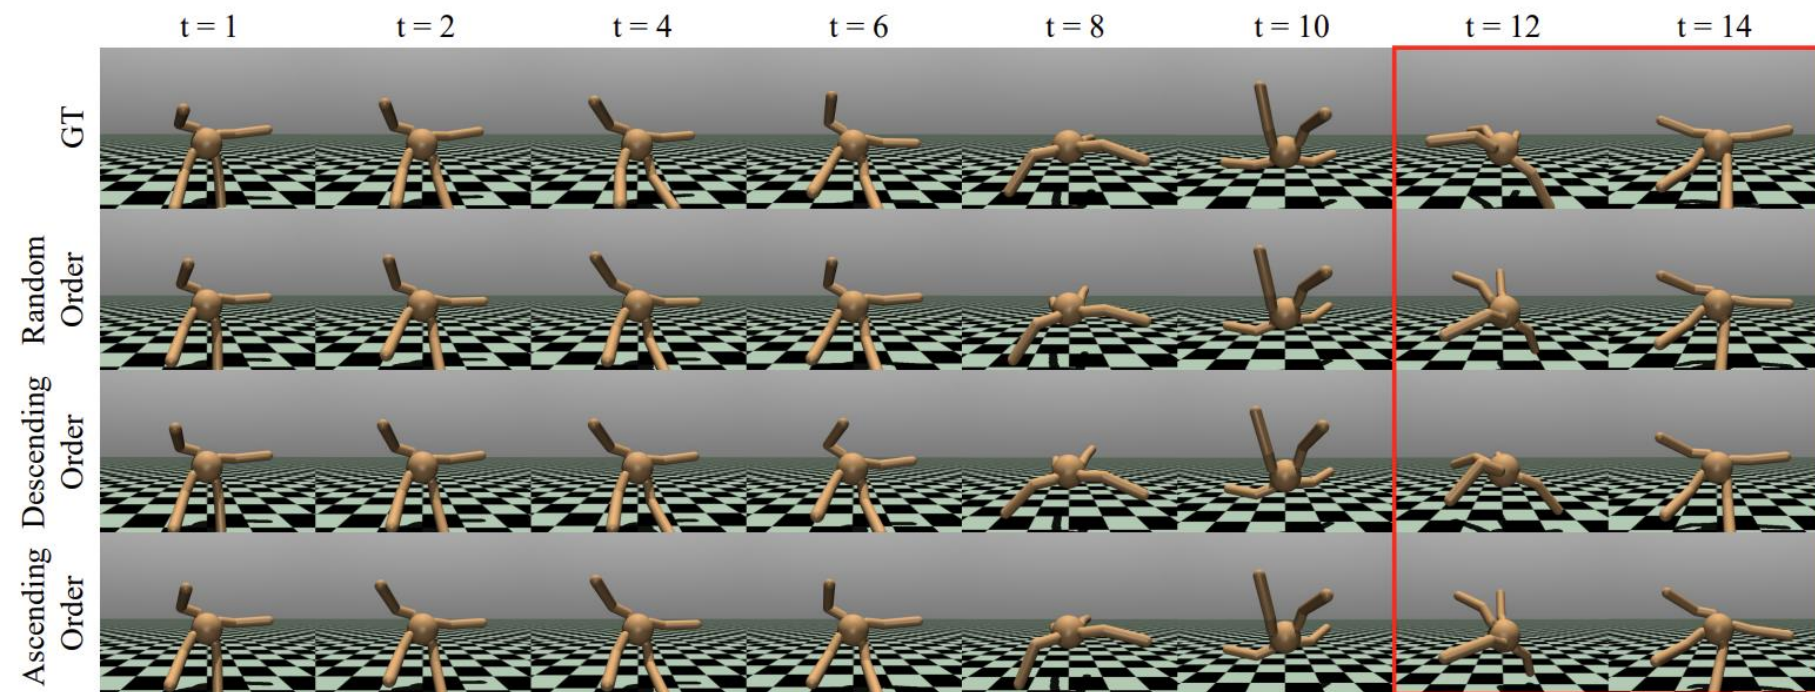 t = 1 t = 2 t = 4 t = 6 t = 8 t = 10 t = 12 t = 14
GT
Random
Order
Descending
Order
Ascending
Order